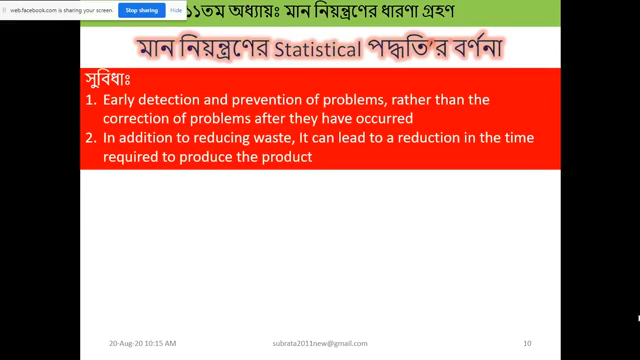 web.facebook.com is sharing your screen. Stop sharing Hide
১১তম অধ্যায়ঃ মান নিয়ন্ত্রণের ধারণা গ্রহণ
মান নিয়ন্ত্রণের Statistical পদ্ধতি’র বর্ণনা
সুবিধাঃ
1. Early detection and prevention of problems, rather than the
correction of problems after they have occurred
2. In addition to reducing waste, It can lead to a reduction in the time
required to produce the product
20-Aug-20 10:15 AM subrata2011new@gmail.com 10